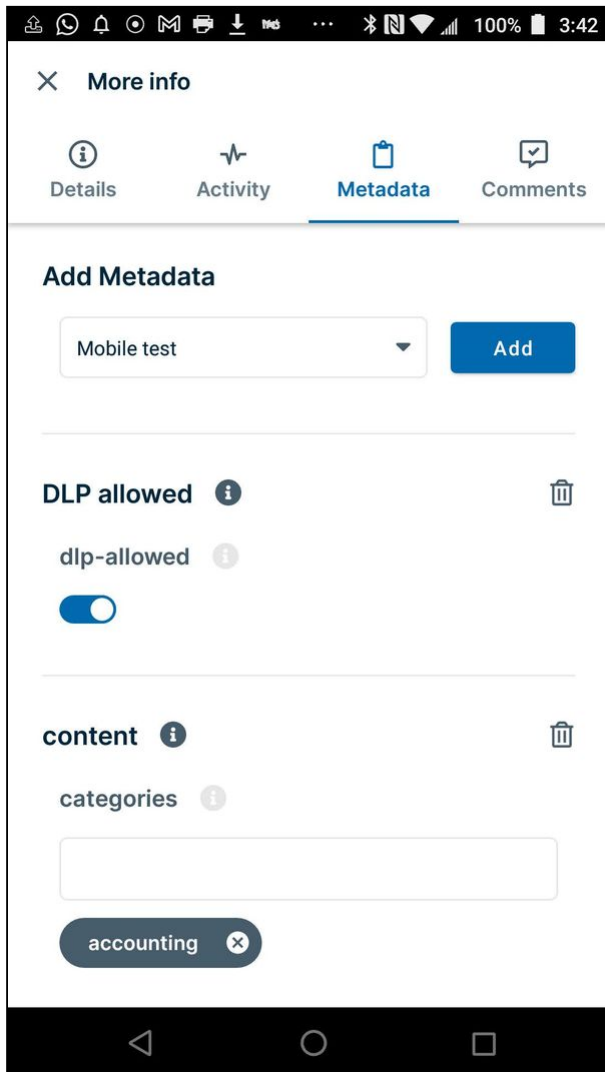 100% 3:42
More info
Details Activity Metadata Comments
Add Metadata
Mobile test Add
DLP allowed
dlp-allowed
content
categories
accounting